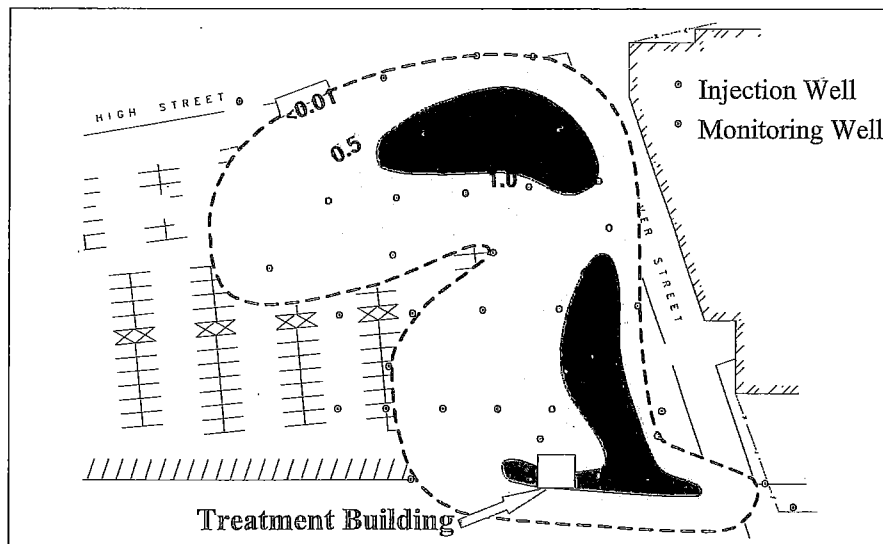 HIGH STREET
<0.01
0.5
1.0
Injection Well
Monitoring Well
STREET
Treatment Building